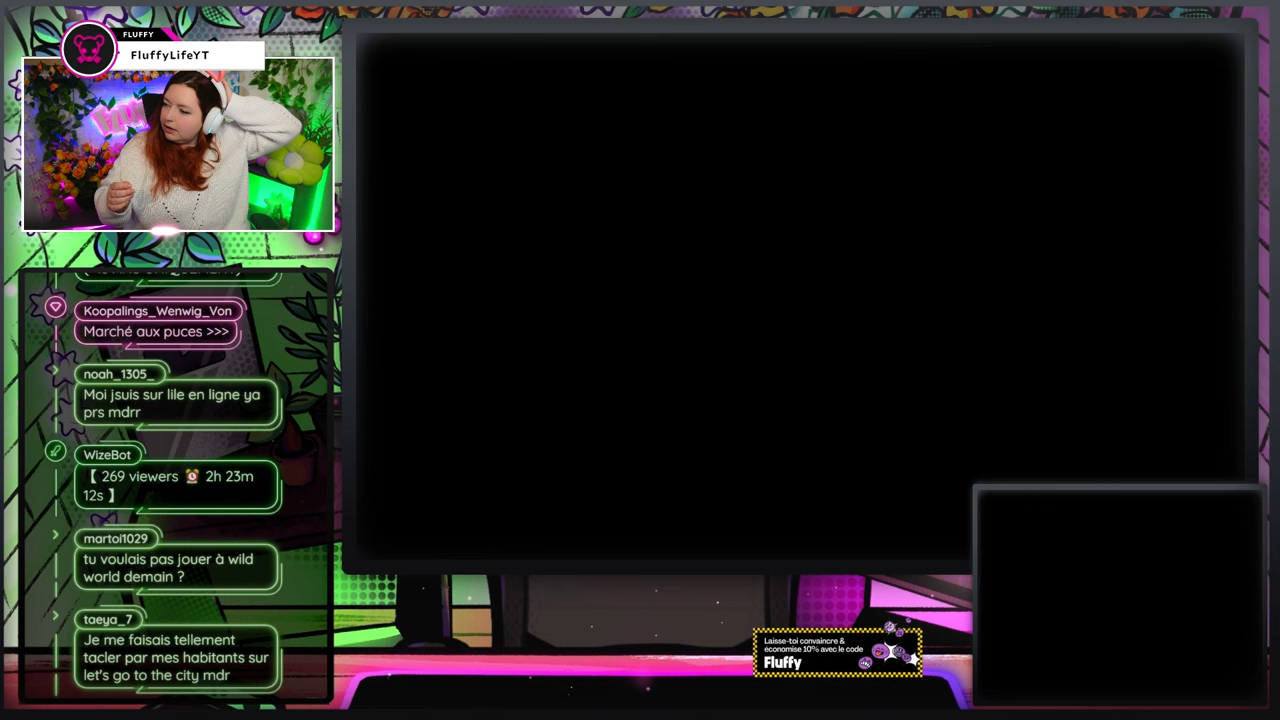 FLUFFY
FluffyLifeYT
Koopalings_Wenwig_Von
Marché aux puces >>>
noah_1305_
Moi jsuis sur lile en ligne ya
prs mdrr
WizeBot
【 269 viewers ⏰ 2h 23m
12s 】
martoi1029
tu voulais pas jouer à wild
world demain ?
taeya_7
Je me faisais tellement
tacler par mes habitants sur
let's go to the city mdr
Laisse-toi convaincre &
économise 10% avec le code
Fluffy